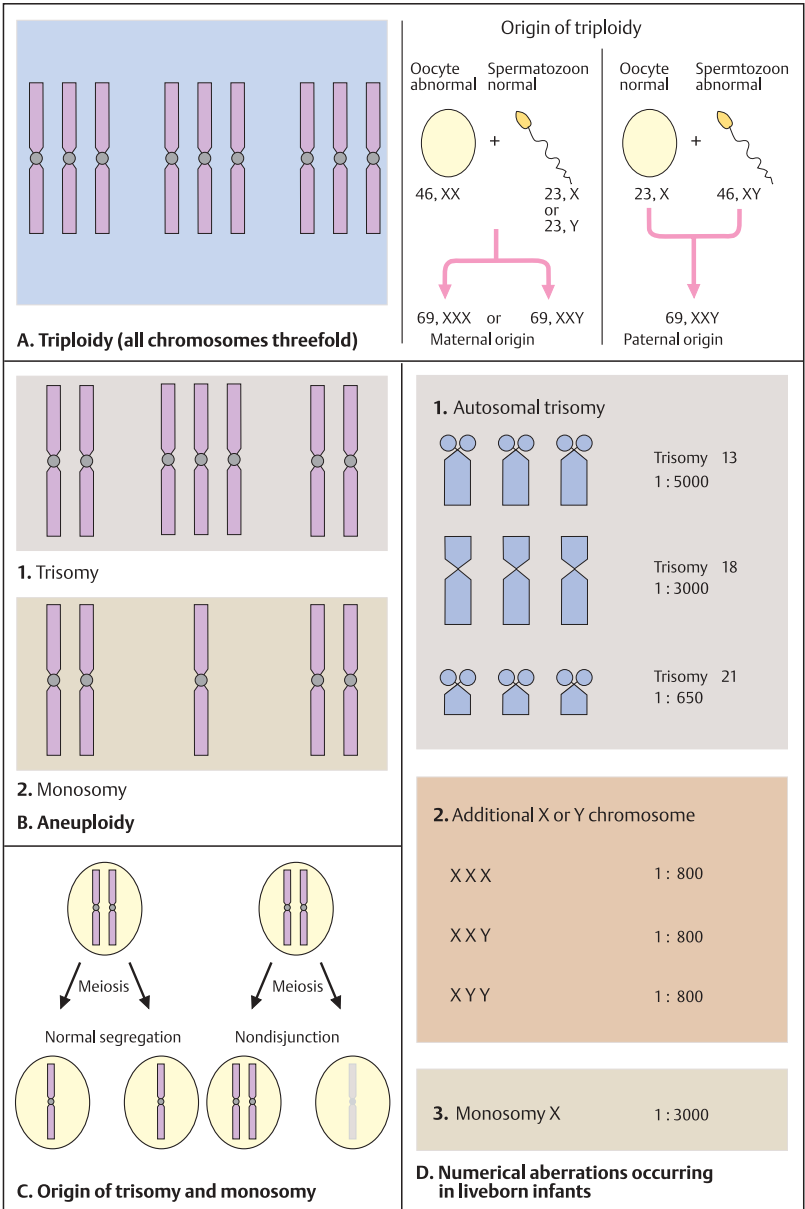 Origin of triploidy
Oocyte abnormal
Spermatozoon normal
Oocyte normal
Spermtozoon abnormal
+
+
46, XX
23, X
or
23, Y
23, X
46, XY
69, XXX or 69, XXY
Maternal origin
69, XXY
Paternal origin
A. Triploidy (all chromosomes threefold)
1. Trisomy
2. Monosomy
B. Aneuploidy
Meiosis
Meiosis
Normal segregation
Nondisjunction
C. Origin of trisomy and monosomy
1. Autosomal trisomy
Trisomy 13
1 : 5000
Trisomy 18
1 : 3000
Trisomy 21
1 : 650
2. Additional X or Y chromosome
X X X 1 : 800
X X Y 1 : 800
X Y Y 1 : 800
3. Monosomy X 1 : 3000
D. Numerical aberrations occurring
in liveborn infants